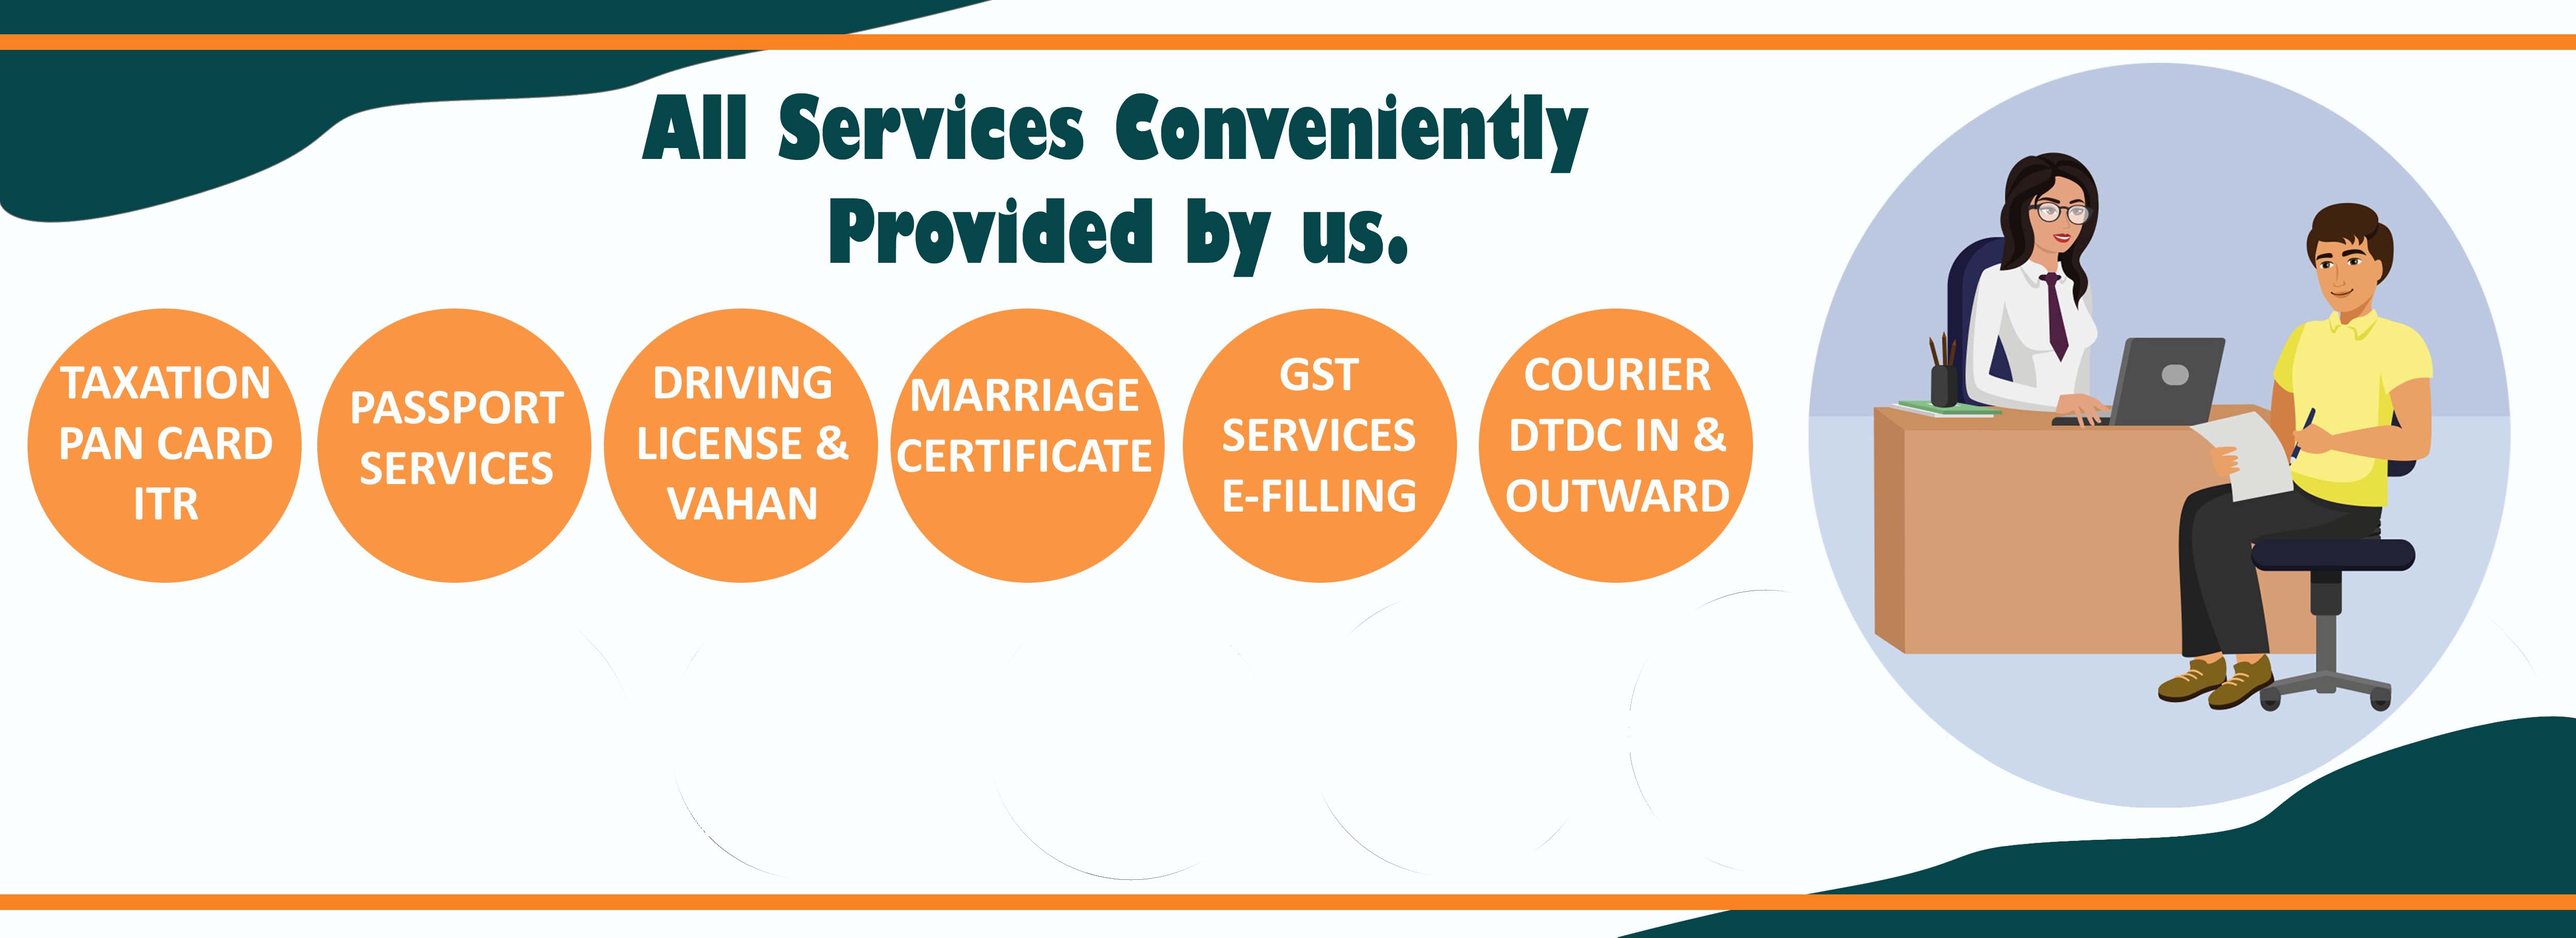 All Services Conveniently
Provided by us.
TAXATION
PAN CARD
ITR
PASSPORT
SERVICES
DRIVING
LICENSE &
VAHAN
MARRIAGE
CERTIFICATE
GST
SERVICES
E-FILLING
COURIER
DTDC IN &
OUTWARD